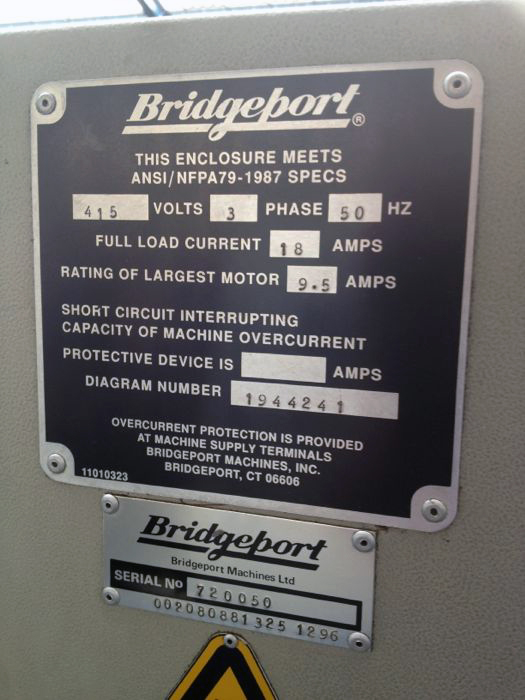 Bridgeport®
THIS ENCLOSURE MEETS
ANSI/NFPA79-1987 SPECS
415 VOLTS 3 PHASE 50 HZ
FULL LOAD CURRENT 18 AMPS
RATING OF LARGEST MOTOR 9.5 AMPS
SHORT CIRCUIT INTERRUPTING
CAPACITY OF MACHINE OVERCURRENT
PROTECTIVE DEVICE IS AMPS
DIAGRAM NUMBER 1944241
OVERCURRENT PROTECTION IS PROVIDED
AT MACHINE SUPPLY TERMINALS
BRIDGEPORT MACHINES, INC.
BRIDGEPORT, CT 06606
11010323
Bridgeport
Bridgeport Machines Ltd
SERIAL No 720050
002080881325 1296